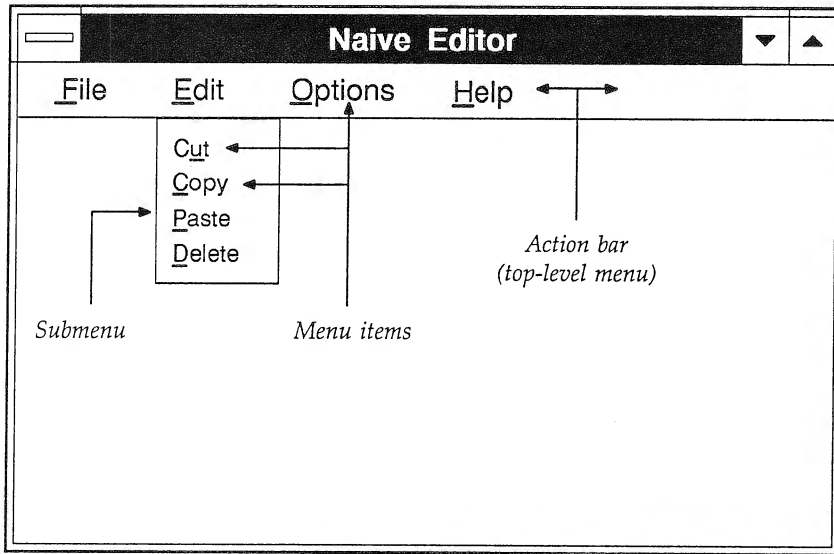 Naive Editor
File Edit Options Help
Cut
Copy
Paste
Delete
Action bar
(top-level menu)
Submenu
Menu items